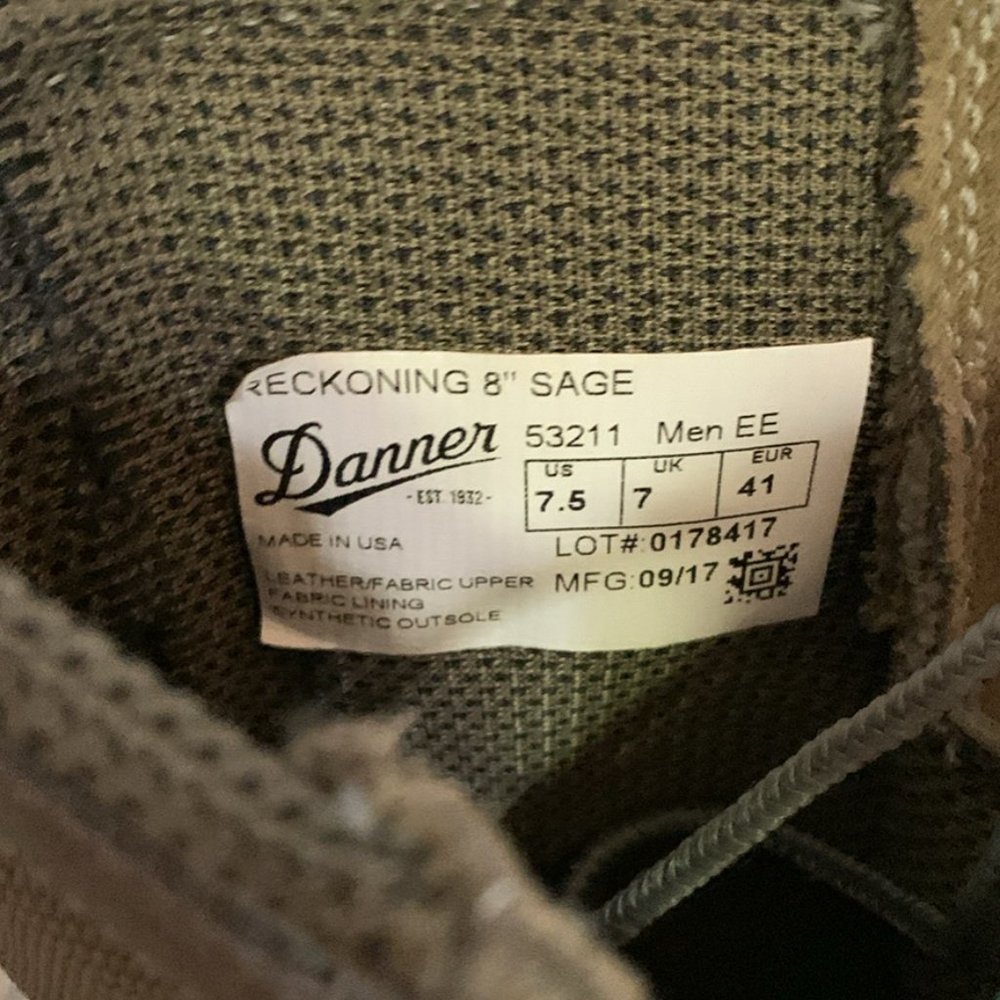 RECKONING 8" SAGE
Danner
- EST. 1932 -
53211 Men EE
US UK EUR
7.5 7 41
MADE IN USA
LOT#:0178417
LEATHER/FABRIC UPPER
FABRIC LINING
SYNTHETIC OUTSOLE
MFG:09/17